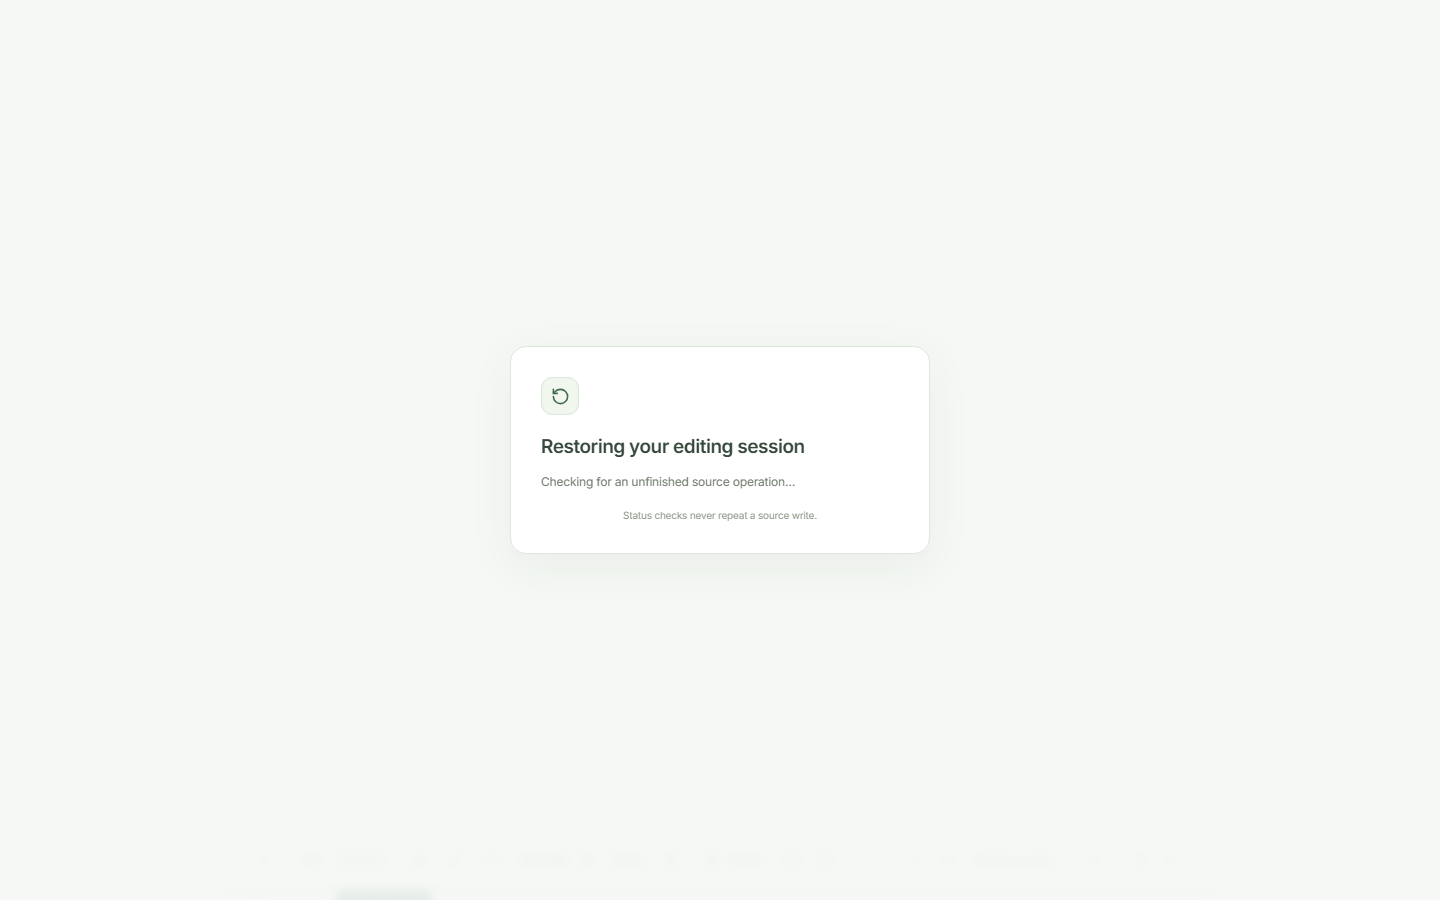 Restoring your editing session
Checking for an unfinished source operation...
Status checks never repeat a source write.